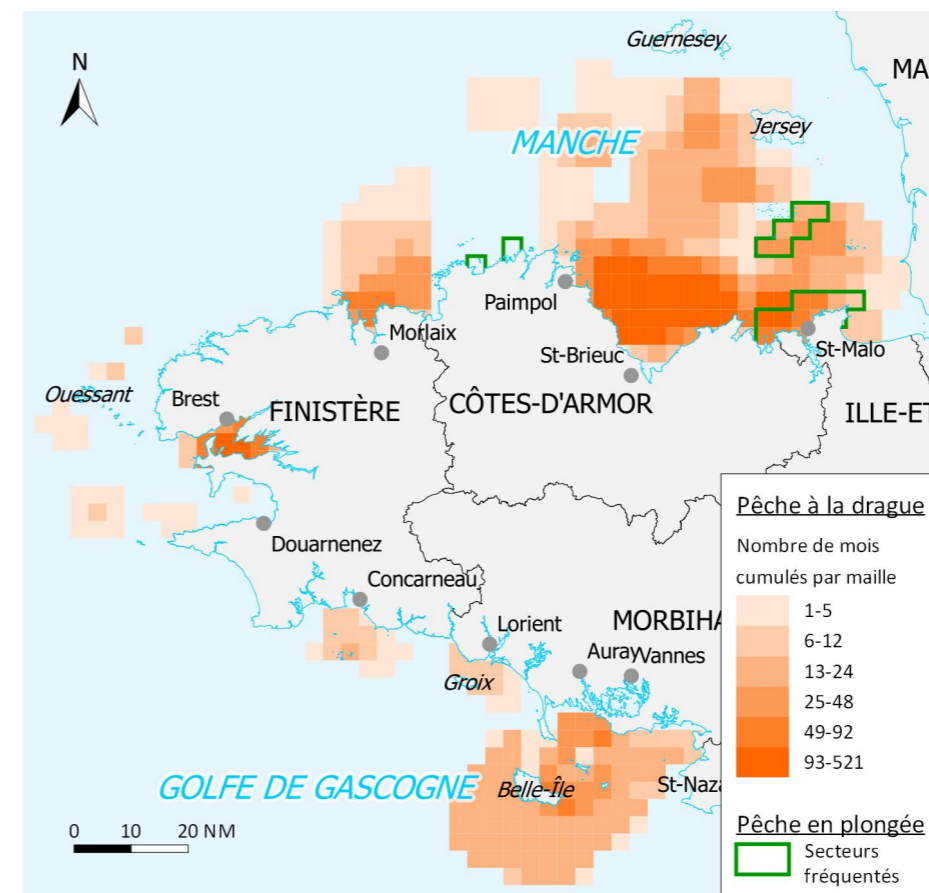 Guernesey
N
MA
Jersey
MANCHE
Paimpol
Morlaix
St-Malo
St-Brieuc
Ouessant
Brest
FINISTÈRE
CÔTES-D'ARMOR
ILLE-ET
Douarnenez
Concarneau
Lorient
MORBIHA
Auray
Vannes
Groix
GOLFE DE GASCOGNE
Belle-Île
St-Naza
0 10 20 NM
Pêche à la drague
Nombre de mois
cumulés par maille
1-5
6-12
13-24
25-48
49-92
93-521
Pêche en plongée
Secteurs
fréquentés